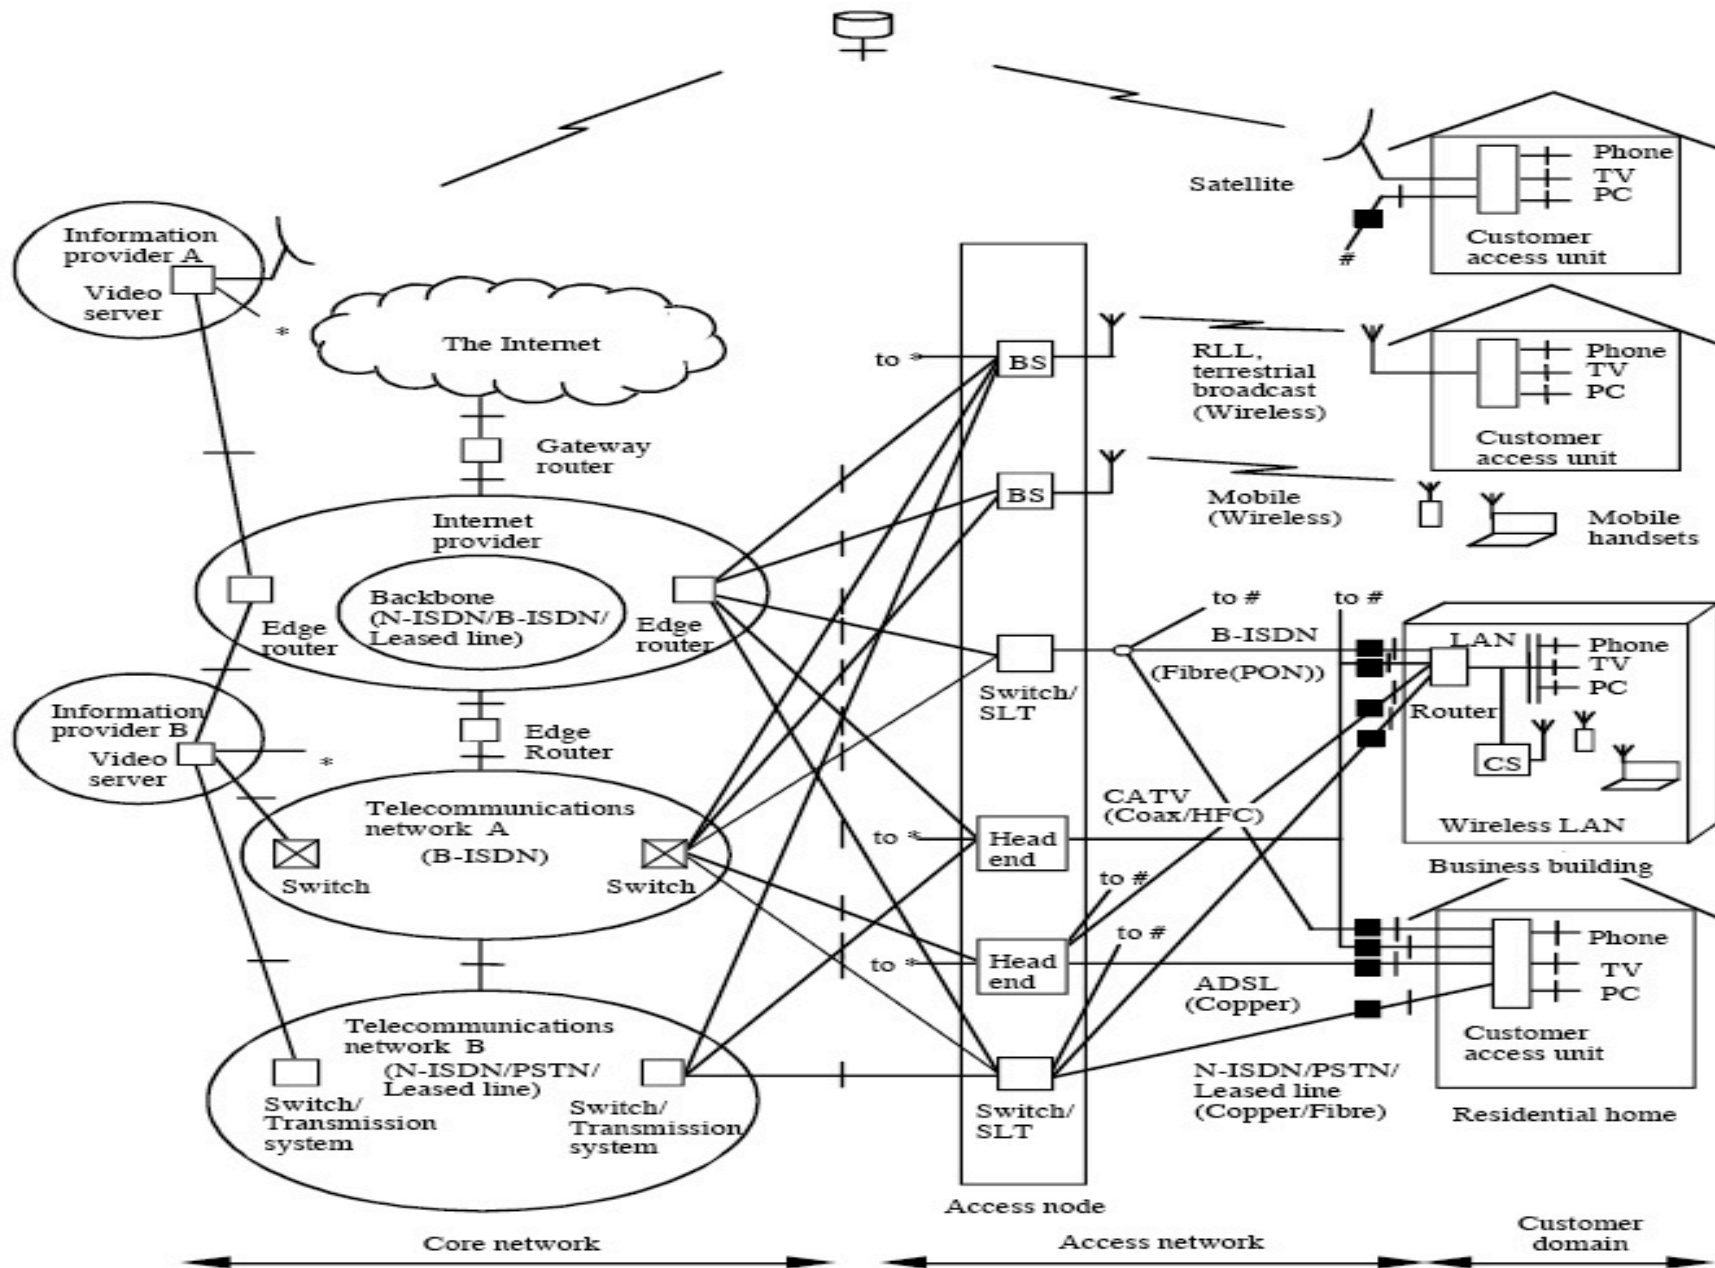 Satellite
Phone
TV
PC
Customer
access unit
#
Information
provider A
Video
server
*
The Internet
to *
BS
RLL,
terrestrial
broadcast
(Wireless)
Phone
TV
PC
Customer
access unit
Gateway
router
BS
Mobile
(Wireless)
Mobile
handsets
Internet
provider
Backbone
(N-ISDN/B-ISDN/
Leased line)
Edge
router
Edge
router
to #
to #
B-ISDN
(Fibre(PON))
Switch/
SLT
LAN
Phone
TV
PC
Router
CS
Wireless LAN
Business building
Information
provider B
Video
server
*
Edge
Router
Telecommunications
network A
(B-ISDN)
Switch
Switch
CATV
(Coax/HFC)
to *
Head
end
to #
to #
to *
Head
end
ADSL
(Copper)
Phone
TV
PC
Customer
access unit
Residential home
Telecommunications
network B
(N-ISDN/PSTN/
Leased line)
Switch/
Transmission
system
Switch/
Transmission
system
Switch/
SLT
N-ISDN/PSTN/
Leased line
(Copper/Fibre)
Access node
Core network
Access network
Customer
domain